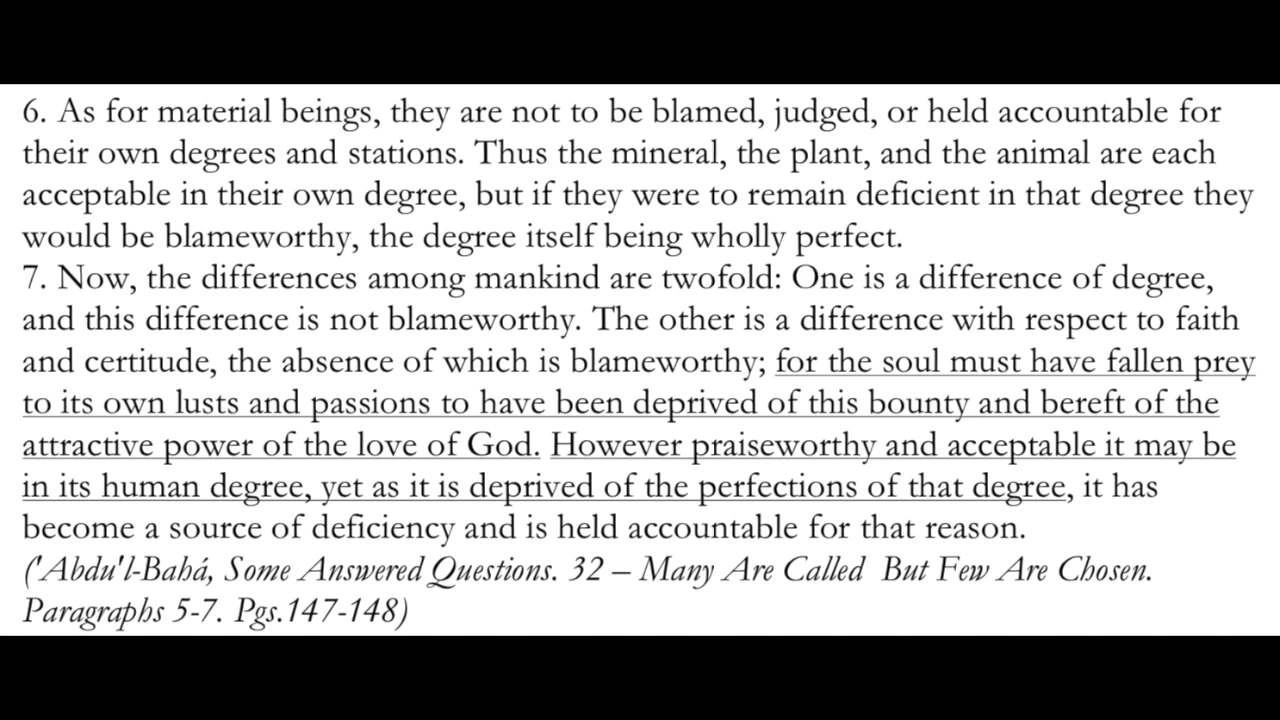 6. As for material beings, they are not to be blamed, judged, or held accountable for
their own degrees and stations. Thus the mineral, the plant, and the animal are each
acceptable in their own degree, but if they were to remain deficient in that degree they
would be blameworthy, the degree itself being wholly perfect.
7. Now, the differences among mankind are twofold: One is a difference of degree,
and this difference is not blameworthy. The other is a difference with respect to faith
and certitude, the absence of which is blameworthy; for the soul must have fallen prey
to its own lusts and passions to have been deprived of this bounty and bereft of the
attractive power of the love of God. However praiseworthy and acceptable it may be
in its human degree, yet as it is deprived of the perfections of that degree, it has
become a source of deficiency and is held accountable for that reason.
('Abdu'l-Bahá, Some Answered Questions. 32 – Many Are Called But Few Are Chosen.
Paragraphs 5-7. Pgs.147-148)